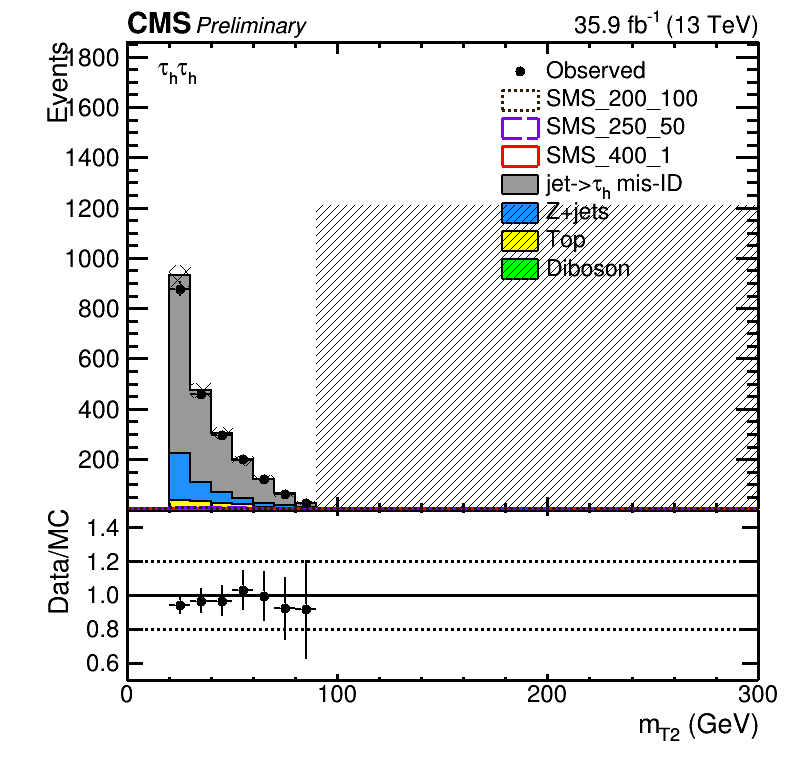 CMS Preliminary 35.9 fb⁻¹ (13 TeV)
Events
1800
1600
1400
1200
1000
800
600
400
200
τhτh
Observed
SMS_200_100
SMS_250_50
SMS_400_1
jet->τh mis-ID
Z+jets
Top
Diboson
Data/MC
1.4
1.2
1.0
0.8
0.6
0 100 200 300
mT2 (GeV)